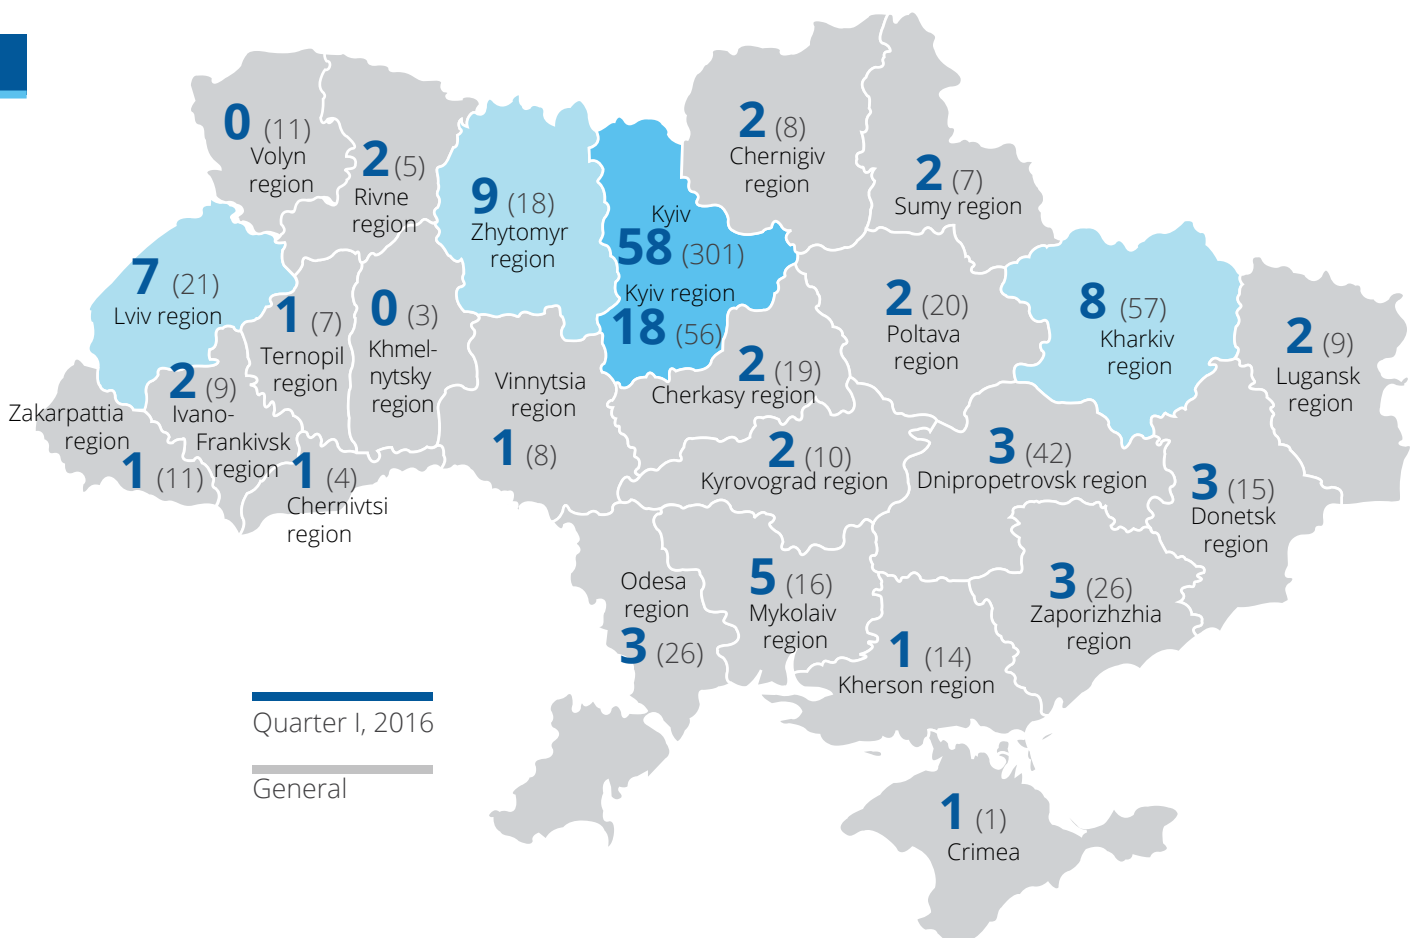 0 (11)
Volyn
region
2 (5)
Rivne
region
9 (18)
Zhytomyr
region
Kyiv
58 (301)
Kyiv region
18 (56)
2 (8)
Chernigiv
region
2 (7)
Sumy region
7 (21)
Lviv region
1 (7)
Ternopil
region
0 (3)
Khmel-
nytsky
region
Vinnytsia
region
1 (8)
2 (19)
Cherkasy region
2 (20)
Poltava
region
8 (57)
Kharkiv
region
2 (9)
Lugansk
region
Zakarpattia
region
1 (11)
2 (9)
Ivano-
Frankivsk
region
1 (4)
Chernivtsi
region
2 (10)
Kyrovograd region
3 (42)
Dnipropetrovsk region
3 (15)
Donetsk
region
Odesa
region
3 (26)
5 (16)
Mykolaiv
region
1 (14)
Kherson region
3 (26)
Zaporizhzhia
region
1 (1)
Crimea
Quarter I, 2016
General